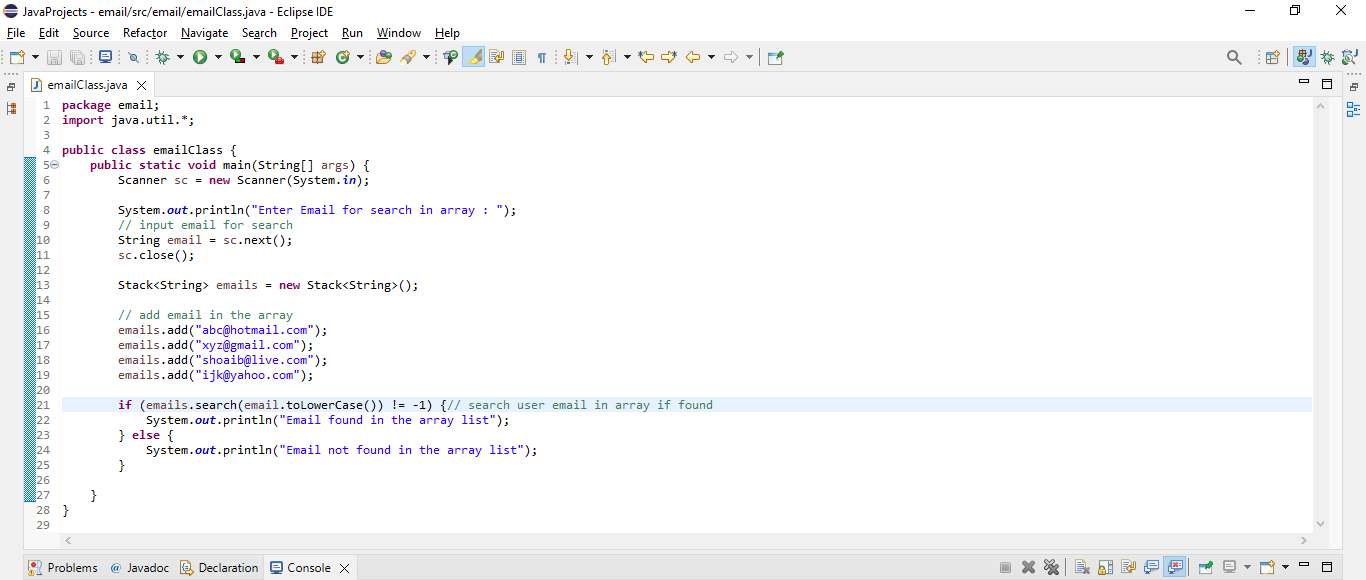 JavaProjects - email/src/email/emailClass.java - Eclipse IDE
File Edit Source Refactor Navigate Search Project Run Window Help
emailClass.java
1 package email;
2 import java.util.*;
3
4 public class emailClass {
5 public static void main(String[] args) {
6 Scanner sc = new Scanner(System.in);
7
8 System.out.println("Enter Email for search in array : ");
9 // input email for search
10 String email = sc.next();
11 sc.close();
12
13 Stack<String> emails = new Stack<String>();
14
15 // add email in the array
16 emails.add("abc@hotmail.com");
17 emails.add("xyz@gmail.com");
18 emails.add("shoaib@live.com");
19 emails.add("ijk@yahoo.com");
20
21 if (emails.search(email.toLowerCase()) != -1) {// search user email in array if found
22 System.out.println("Email found in the array list");
23 } else {
24 System.out.println("Email not found in the array list");
25 }
26
27 }
28 }
29
Problems @ Javadoc Declaration Console